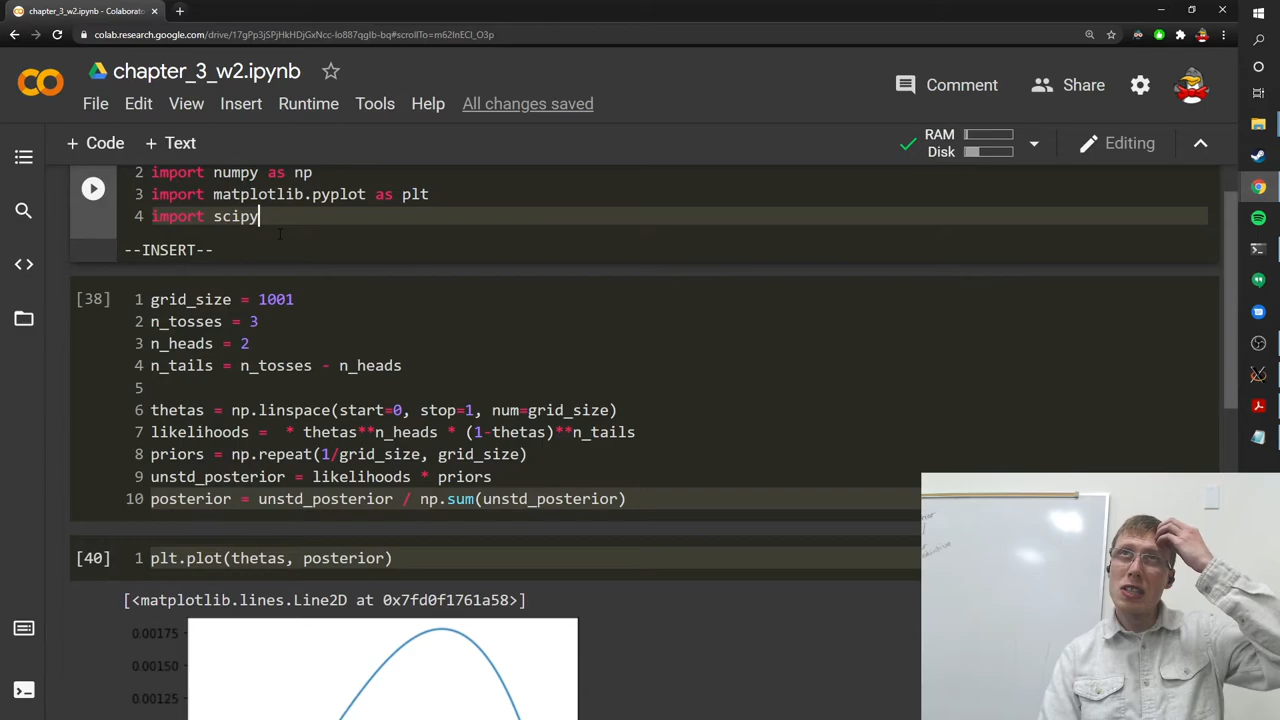 chapter_3_w2.ipynb - Colaborato
colab.research.google.com/drive/17gPp3jSPjHkHDjGxNcc-lo887qglb-bq#scrollTo=m62InECl_O3p
chapter_3_w2.ipynb
Comment
Share
File Edit View Insert Runtime Tools Help All changes saved
+ Code + Text
RAM
Disk
Editing
2 import numpy as np
3 import matplotlib.pyplot as plt
4 import scipy
--INSERT--
[38]
1 grid_size = 1001
2 n_tosses = 3
3 n_heads = 2
4 n_tails = n_tosses - n_heads
5
6 thetas = np.linspace(start=0, stop=1, num=grid_size)
7 likelihoods =  * thetas**n_heads * (1-thetas)**n_tails
8 priors = np.repeat(1/grid_size, grid_size)
9 unstd_posterior = likelihoods * priors
10 posterior = unstd_posterior / np.sum(unstd_posterior)
[40]
1 plt.plot(thetas, posterior)
[<matplotlib.lines.Line2D at 0x7fd0f1761a58>]
0.00175
0.00150
0.00125